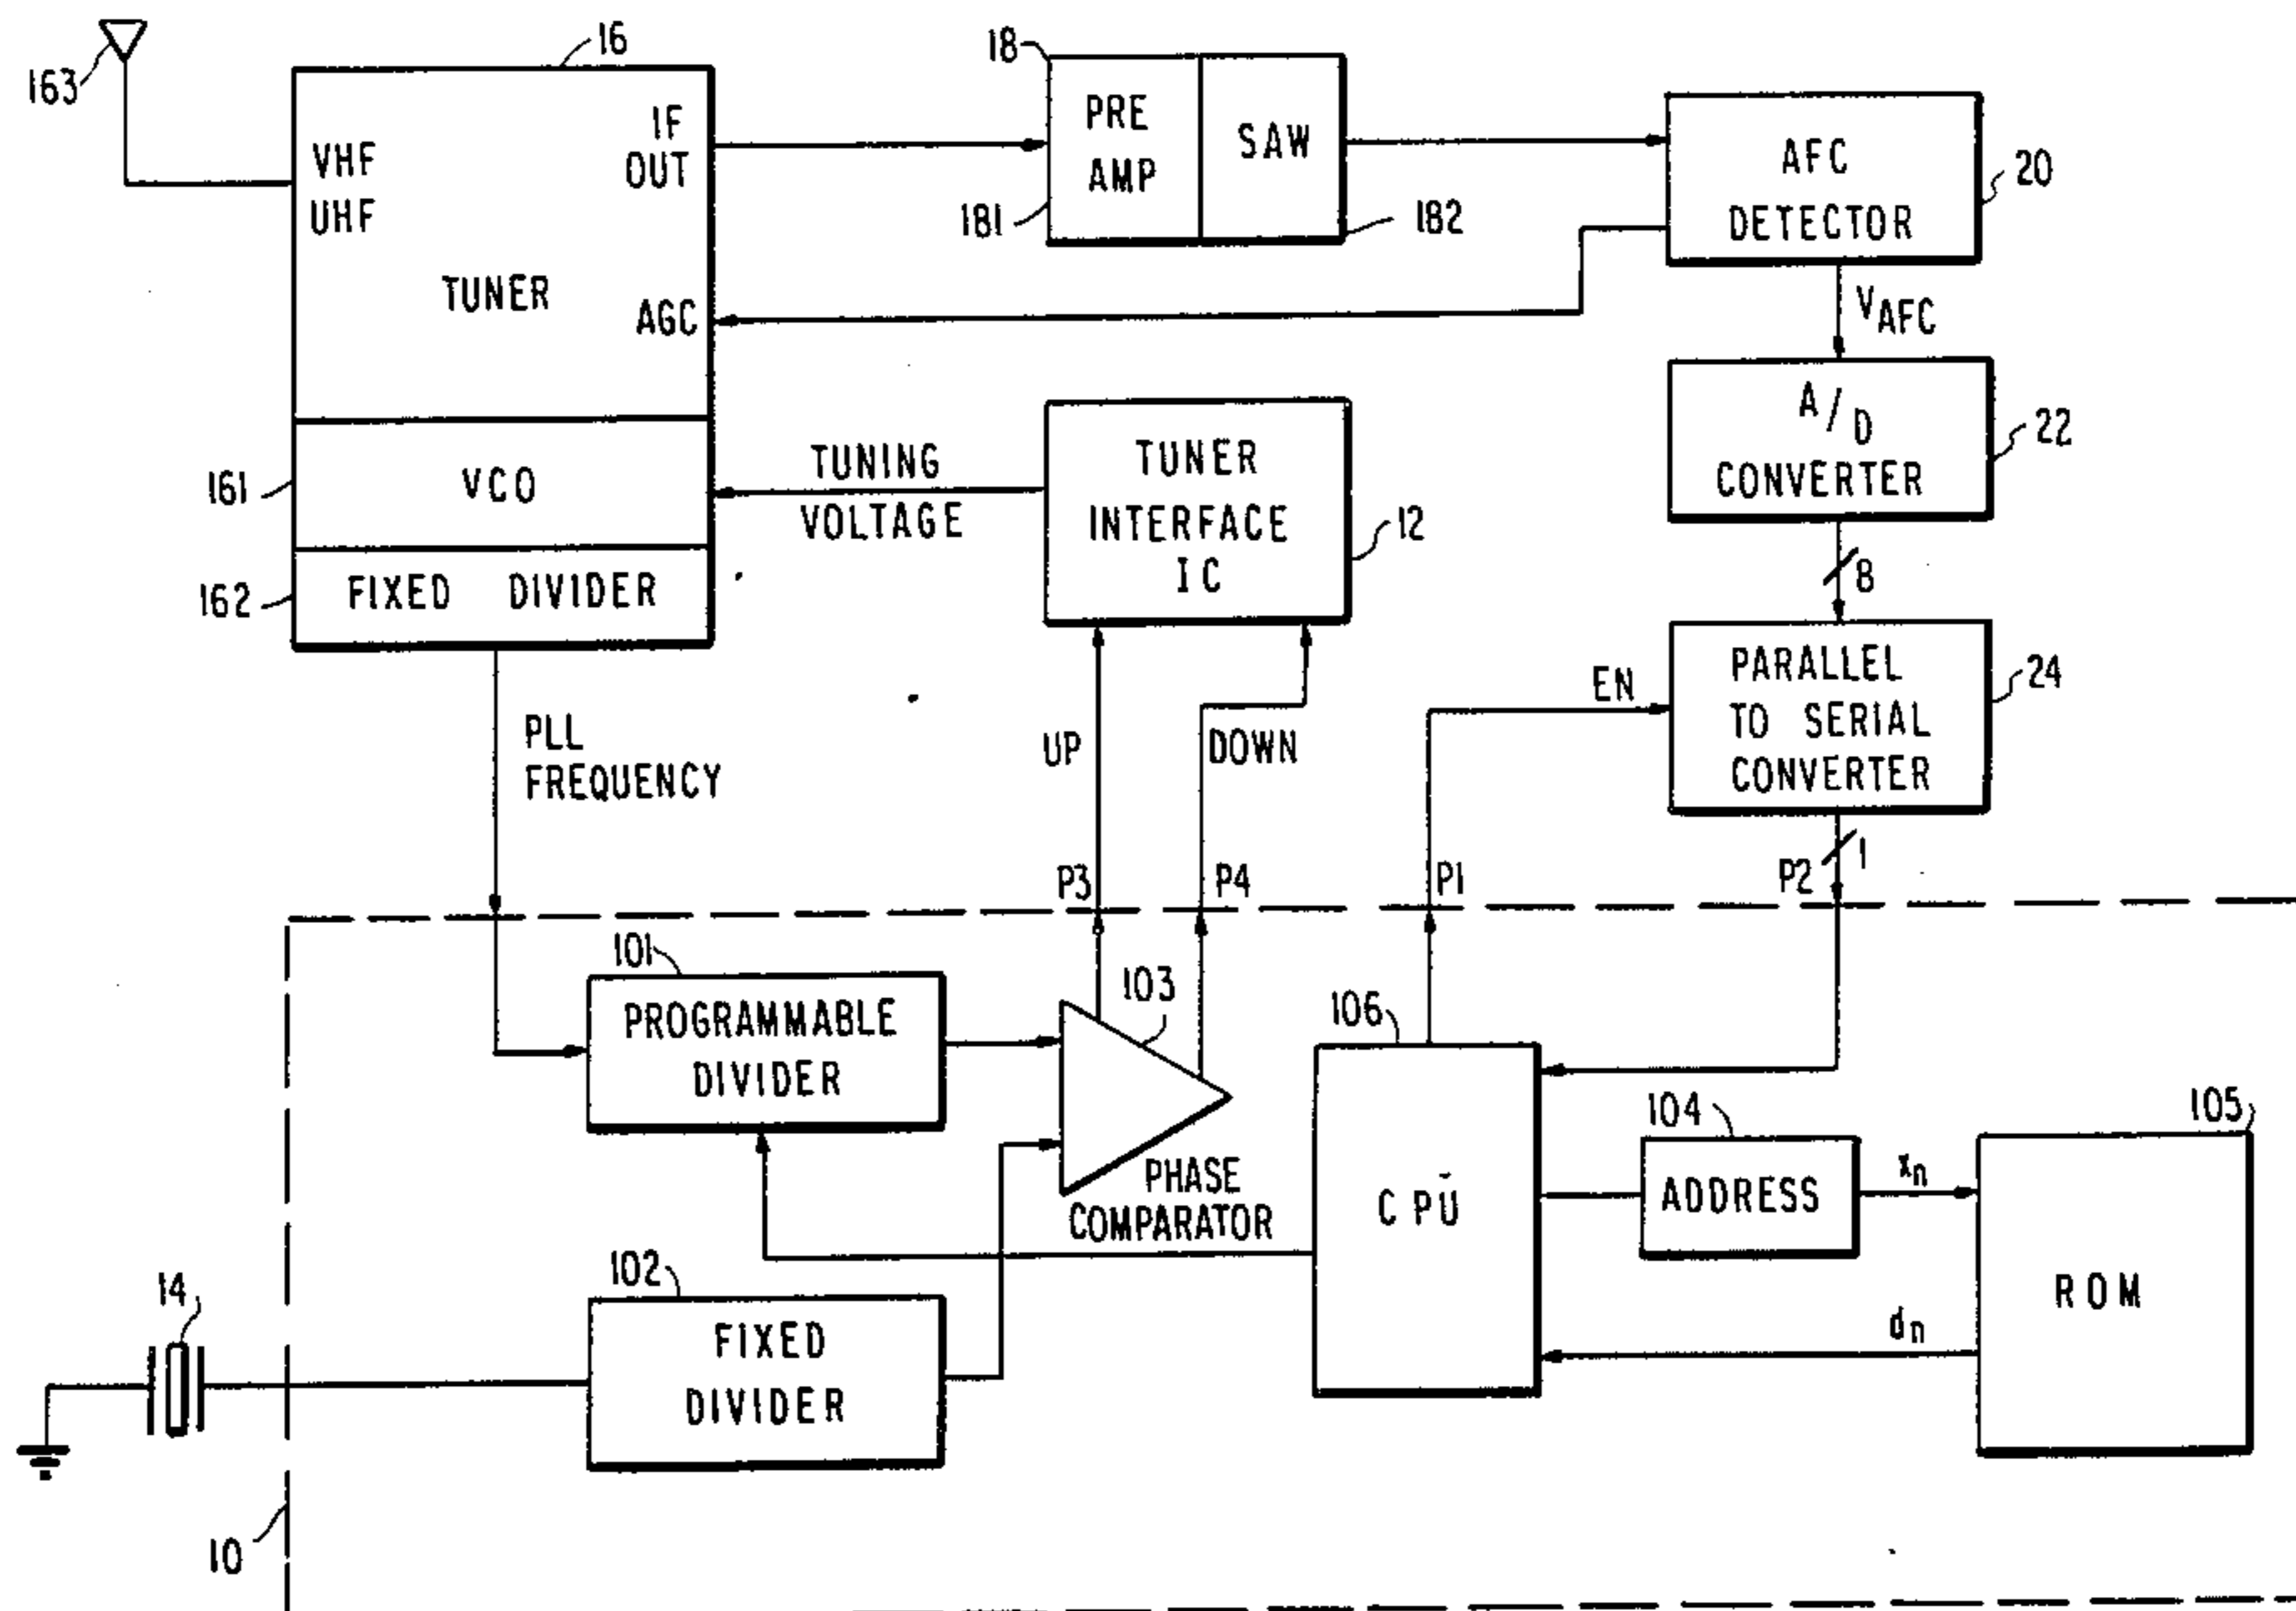 163
16
VHF
UHF
IF
OUT
TUNER
AGC
161
VCO
162
FIXED DIVIDER
18
PRE
AMP
SAW
181
182
AFC
DETECTOR
20
VAFC
A/D
CONVERTER
22
8
TUNING
VOLTAGE
TUNER
INTERFACE
IC
12
PARALLEL
TO SERIAL
CONVERTER
24
EN
PLL
FREQUENCY
UP
DOWN
P3
P4
P1
P2
1
101
PROGRAMMABLE
DIVIDER
103
PHASE
COMPARATOR
106
CPU
104
ADDRESS
xn
105
ROM
dn
102
FIXED
DIVIDER
14
10